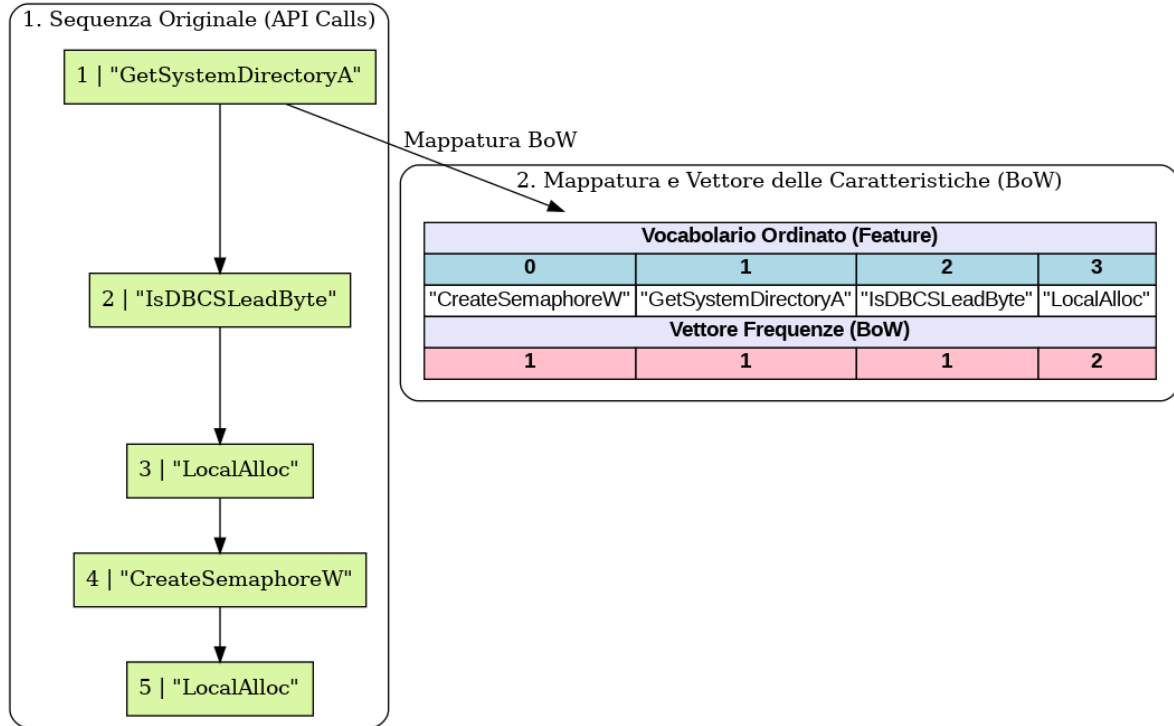 1. Sequenza Originale (API Calls)
1 | "GetSystemDirectoryA"
2 | "IsDBCSLeadByte"
3 | "LocalAlloc"
4 | "CreateSemaphoreW"
5 | "LocalAlloc"
Mappatura BoW
2. Mappatura e Vettore delle Caratteristiche (BoW)
Vocabolario Ordinato (Feature)
0 1 2 3
"CreateSemaphoreW" "GetSystemDirectoryA" "IsDBCSLeadByte" "LocalAlloc"
Vettore Frequenze (BoW)
1 1 1 2